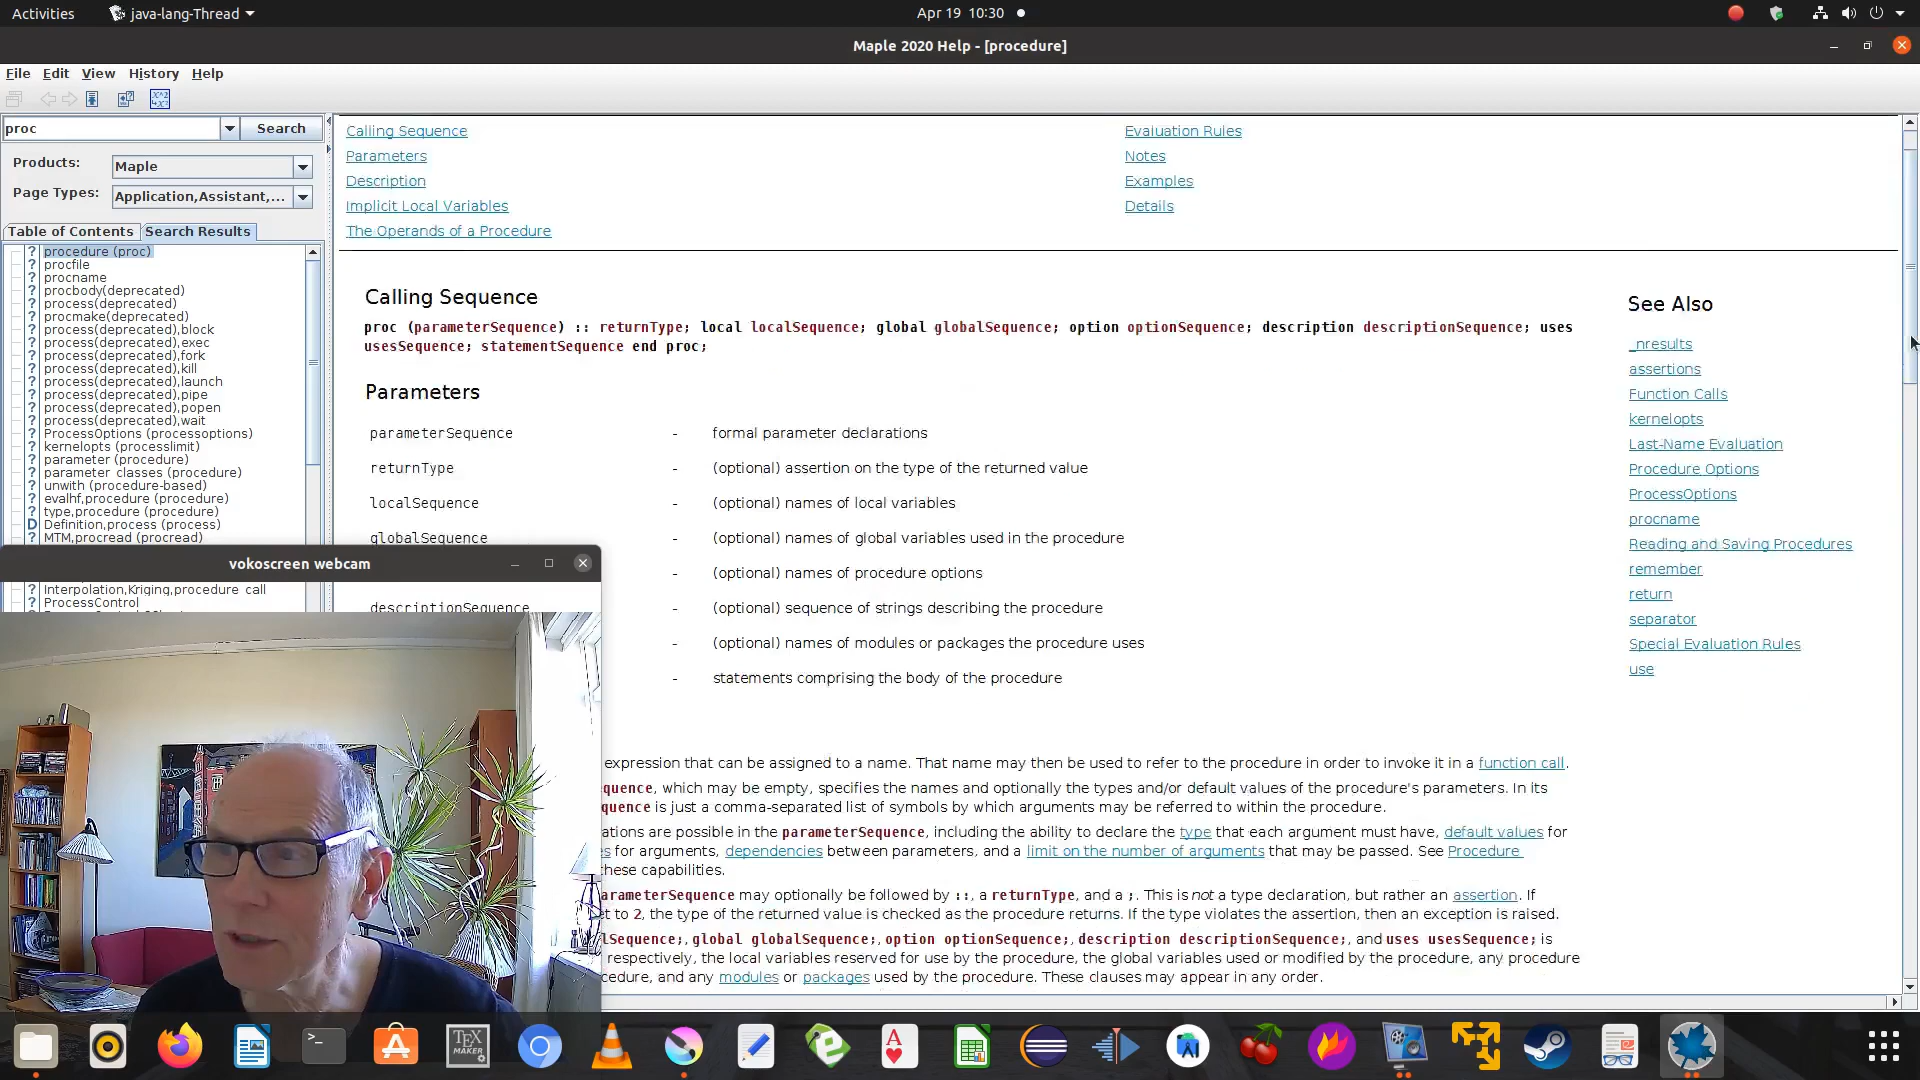 Activities
java-lang-Thread
Apr 19 10:30
Maple 2020 Help - [procedure]
File Edit View History Help
proc
Search
Products: Maple
Page Types: Application,Assistant,...
Table of Contents Search Results
procedure (proc)
procfile
procname
procbody(deprecated)
process(deprecated)
procmake(deprecated)
process(deprecated),block
process(deprecated),exec
process(deprecated),fork
process(deprecated),kill
process(deprecated),launch
process(deprecated),pipe
process(deprecated),popen
process(deprecated),wait
ProcessOptions (processoptions)
kernelopts (processlimit)
parameter (procedure)
parameter_classes (procedure)
unwith (procedure-based)
evalhf,procedure (procedure)
type,procedure (procedure)
Definition,process (process)
MTM,procread (procread)
Interpolation,Kriging,procedure_call
ProcessControl
vokoscreen webcam
Calling Sequence
Parameters
Description
Implicit Local Variables
The Operands of a Procedure
Evaluation Rules
Notes
Examples
Details
Calling Sequence
proc (parameterSequence) :: returnType; local localSequence; global globalSequence; option optionSequence; description descriptionSequence; uses
usesSequence; statementSequence end proc;
Parameters
parameterSequence - formal parameter declarations
returnType - (optional) assertion on the type of the returned value
localSequence - (optional) names of local variables
globalSequence - (optional) names of global variables used in the procedure
- (optional) names of procedure options
descriptionSequence - (optional) sequence of strings describing the procedure
- (optional) names of modules or packages the procedure uses
- statements comprising the body of the procedure
expression that can be assigned to a name. That name may then be used to refer to the procedure in order to invoke it in a function call.
quence, which may be empty, specifies the names and optionally the types and/or default values of the procedure's parameters. In its
quence is just a comma-separated list of symbols by which arguments may be referred to within the procedure.
ations are possible in the parameterSequence, including the ability to declare the type that each argument must have, default values for
s for arguments, dependencies between parameters, and a limit on the number of arguments that may be passed. See Procedure
these capabilities.
arameterSequence may optionally be followed by ::, a returnType, and a ;. This is not a type declaration, but rather an assertion. If
et to 2, the type of the returned value is checked as the procedure returns. If the type violates the assertion, then an exception is raised.
lSequence;, global globalSequence;, option optionSequence;, description descriptionSequence;, and uses usesSequence; is
respectively, the local variables reserved for use by the procedure, the global variables used or modified by the procedure, any procedure
cedure, and any modules or packages used by the procedure. These clauses may appear in any order.
See Also
_nresults
assertions
Function Calls
kernelopts
Last-Name Evaluation
Procedure Options
ProcessOptions
procname
Reading and Saving Procedures
remember
return
separator
Special Evaluation Rules
use
TEX
MAKER